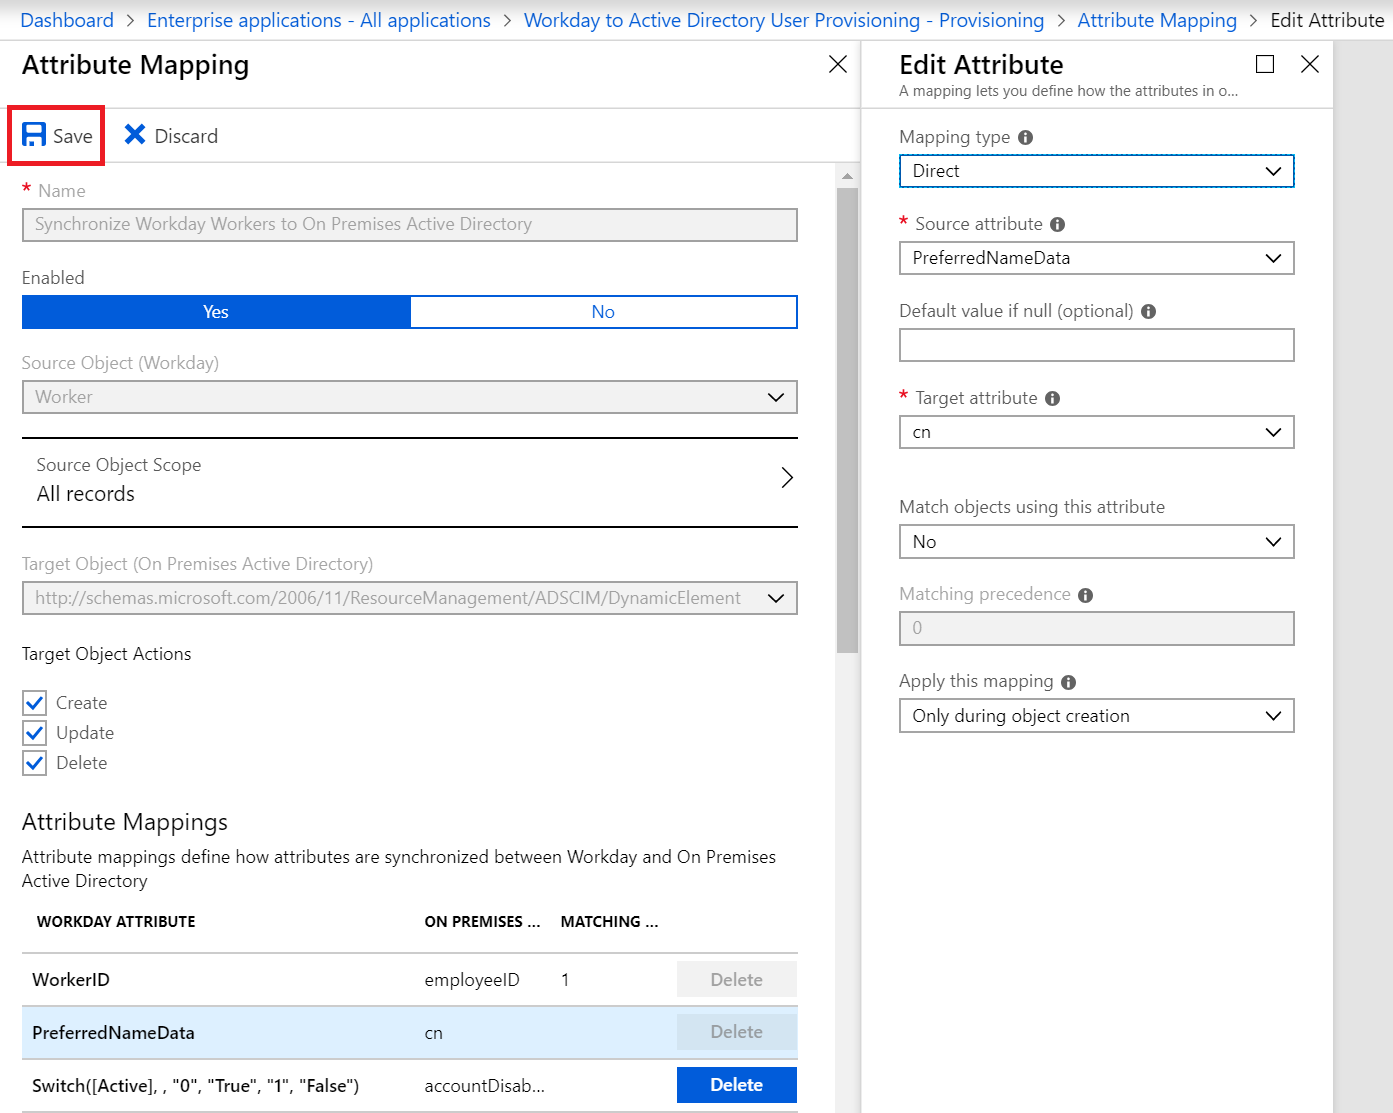 Dashboard > Enterprise applications - All applications > Workday to Active Directory User Provisioning - Provisioning > Attribute Mapping > Edit Attribute
Attribute Mapping
Save Discard
* Name
Synchronize Workday Workers to On Premises Active Directory
Enabled
Yes No
Source Object (Workday)
Worker
Source Object Scope
All records
Target Object (On Premises Active Directory)
http://schemas.microsoft.com/2006/11/ResourceManagement/ADSCIM/DynamicElement
Target Object Actions
Create
Update
Delete
Attribute Mappings
Attribute mappings define how attributes are synchronized between Workday and On Premises
Active Directory
WORKDAY ATTRIBUTE ON PREMISES ... MATCHING ...
WorkerID employeeID 1 Delete
PreferredNameData cn Delete
Switch([Active], , "0", "True", "1", "False") accountDisab... Delete
Edit Attribute
A mapping lets you define how the attributes in o...
Mapping type
Direct
* Source attribute
PreferredNameData
Default value if null (optional)
* Target attribute
cn
Match objects using this attribute
No
Matching precedence
0
Apply this mapping
Only during object creation